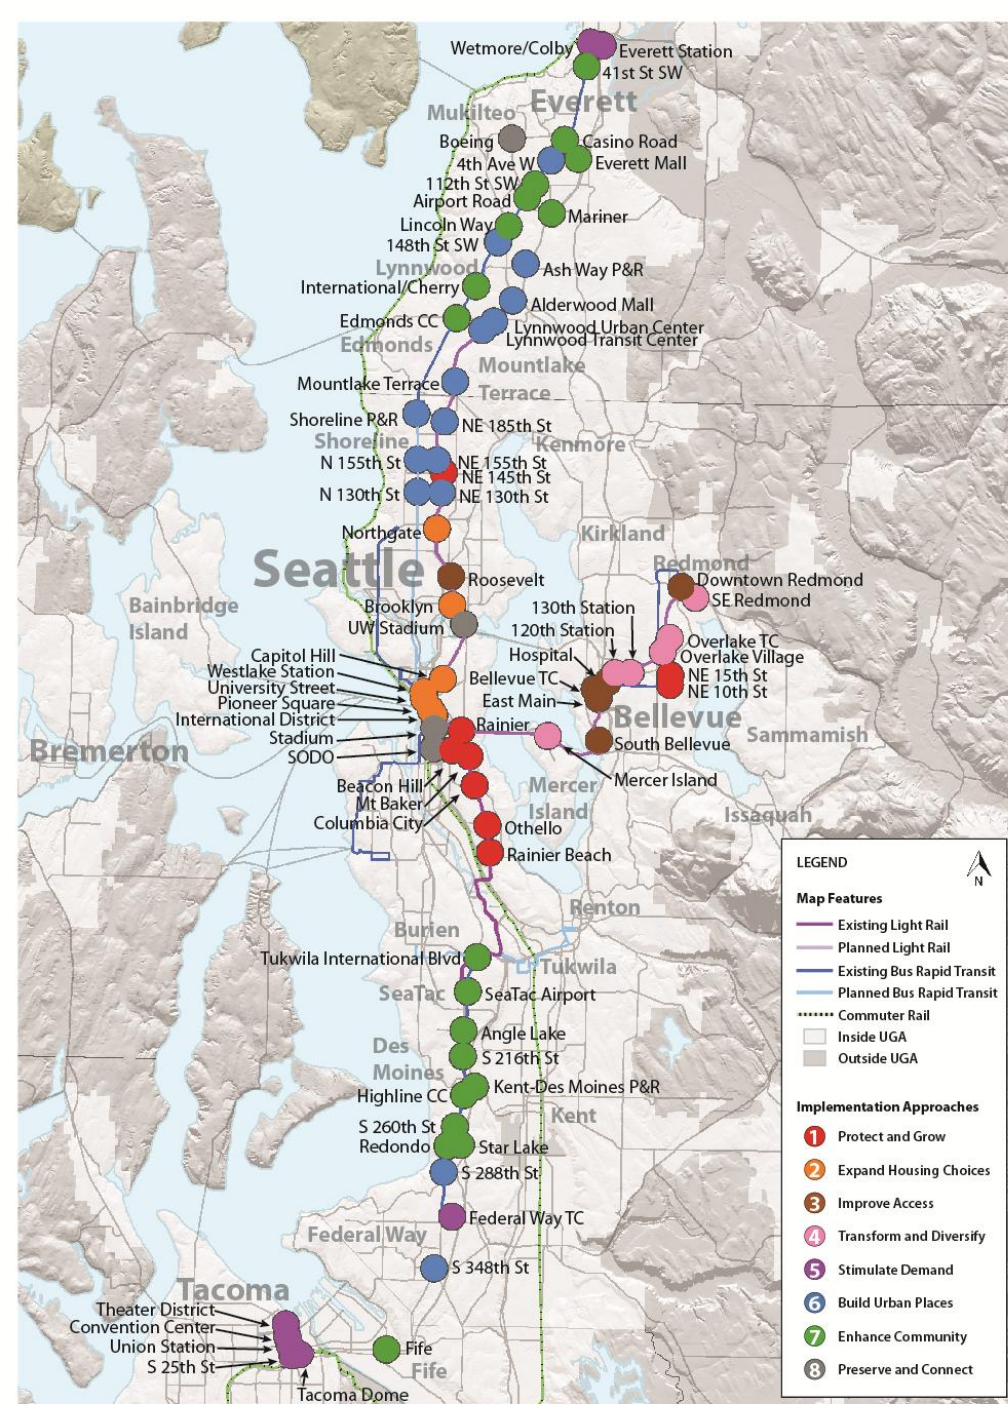 Wetmore/Colby
Everett Station
41st St SW
Everett
Mukilteo
Boeing
Casino Road
4th Ave W
Everett Mall
112th St SW
Airport Road
Mariner
Lincoln Way
148th St SW
Lynnwood
Ash Way P&R
International/Cherry
Alderwood Mall
Edmonds CC
Lynnwood Urban Center
Lynnwood Transit Center
Edmonds
Mountlake
Terrace
Mountlake Terrace
Shoreline P&R
NE 185th St
Shoreline
Kenmore
N 155th St
NE 155th St
NE 145th St
N 130th St
NE 130th St
Northgate
Kirkland
Seattle
Redmond
Roosevelt
Downtown Redmond
Bainbridge
Island
Brooklyn
130th Station
SE Redmond
UW Stadium
120th Station
Overlake TC
Capitol Hill
Hospital
Overlake Village
Westlake Station
Bellevue TC
NE 15th St
University Street
NE 10th St
Pioneer Square
East Main
International District
Rainier
Bellevue
Stadium
South Bellevue
Sammamish
Bremerton
SODO
Beacon Hill
Mercer Island
Mt Baker
Mercer
Island
Columbia City
Issaquah
Othello
Rainier Beach
Renton
Burien
Tukwila International Blvd
Tukwila
SeaTac
SeaTac Airport
Angle Lake
Des
Moines
S 216th St
Kent-Des Moines P&R
Highline CC
Kent
S 260th St
Redondo
Star Lake
S 288th St
Federal Way TC
Federal Way
S 348th St
Tacoma
Theater District
Convention Center
Union Station
S 25th St
Fife
Fife
Tacoma Dome
LEGEND
N
Map Features
Existing Light Rail
Planned Light Rail
Existing Bus Rapid Transit
Planned Bus Rapid Transit
Commuter Rail
Inside UGA
Outside UGA
Implementation Approaches
1 Protect and Grow
2 Expand Housing Choices
3 Improve Access
4 Transform and Diversify
5 Stimulate Demand
6 Build Urban Places
7 Enhance Community
8 Preserve and Connect